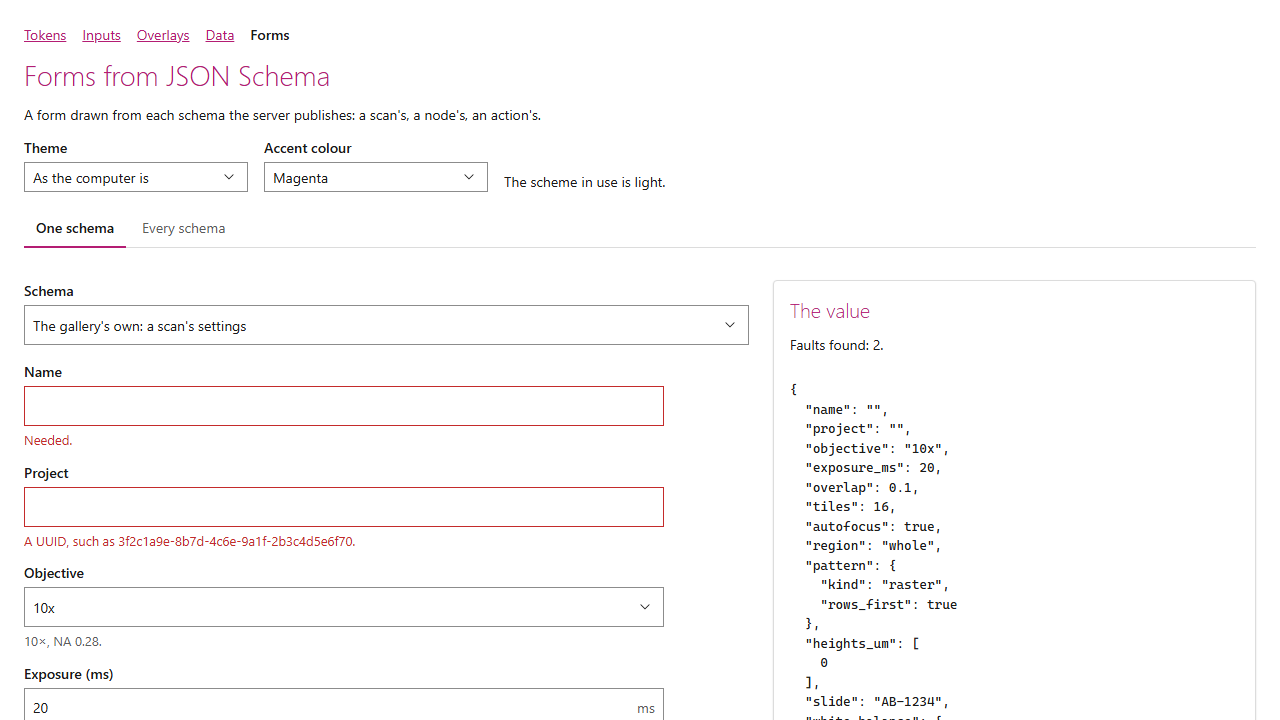 Tokens Inputs Overlays Data Forms
Forms from JSON Schema
A form drawn from each schema the server publishes: a scan's, a node's, an action's.
Theme
As the computer is
Accent colour
Magenta
The scheme in use is light.
One schema Every schema
Schema
The gallery's own: a scan's settings
Name
Needed.
Project
A UUID, such as 3f2c1a9e-8b7d-4c6e-9a1f-2b3c4d5e6f70.
Objective
10x
10×, NA 0.28.
Exposure (ms)
20 ms
The value
Faults found: 2.
{
"name": "",
"project": "",
"objective": "10x",
"exposure_ms": 20,
"overlap": 0.1,
"tiles": 16,
"autofocus": true,
"region": "whole",
"pattern": {
"kind": "raster",
"rows_first": true
},
"heights_um": [
0
],
"slide": "AB-1234",
"white_balance": {